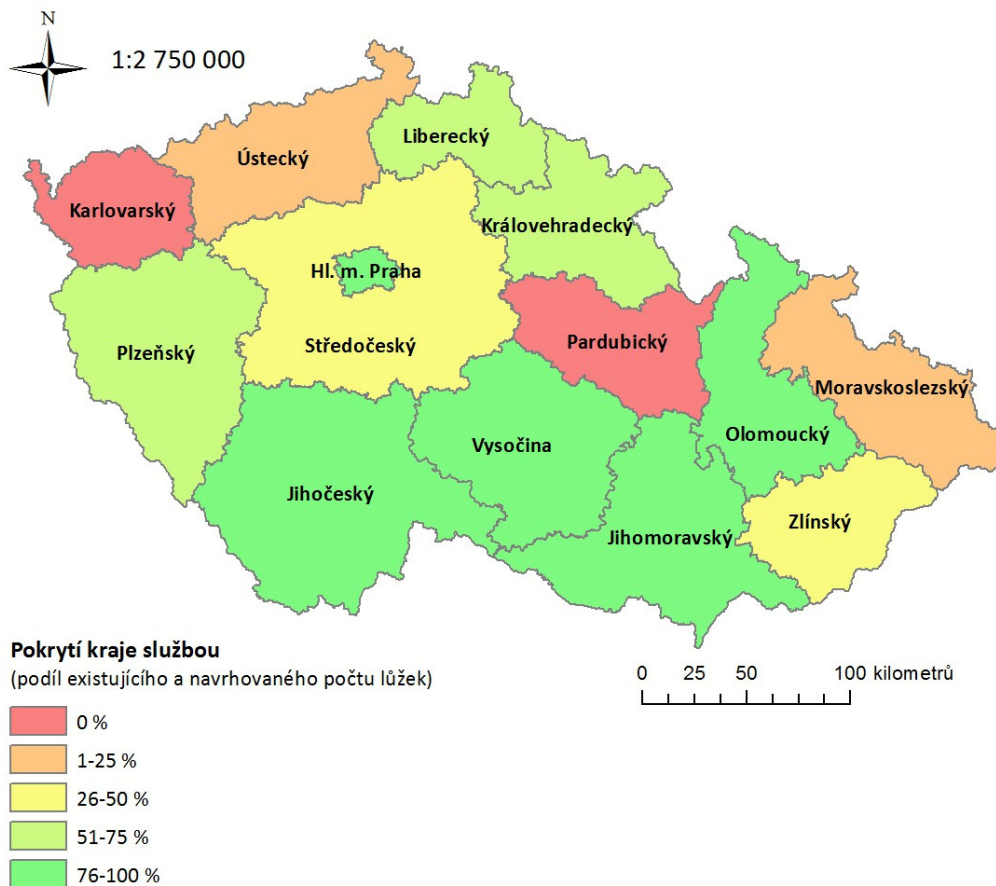 N
1:2 750 000
Liberecký
Ústecký
Karlovarský
Královehradecký
Hl. m. Praha
Pardubický
Středočeský
Plzeňský
Moravskoslezský
Olomoucký
Vysočina
Jihočeský
Zlínský
Jihomoravský
Pokrytí kraje službou
(podíl existujícího a navrhovaného počtu lůžek)
0 25 50 100 kilometrů
0 %
1-25 %
26-50 %
51-75 %
76-100 %